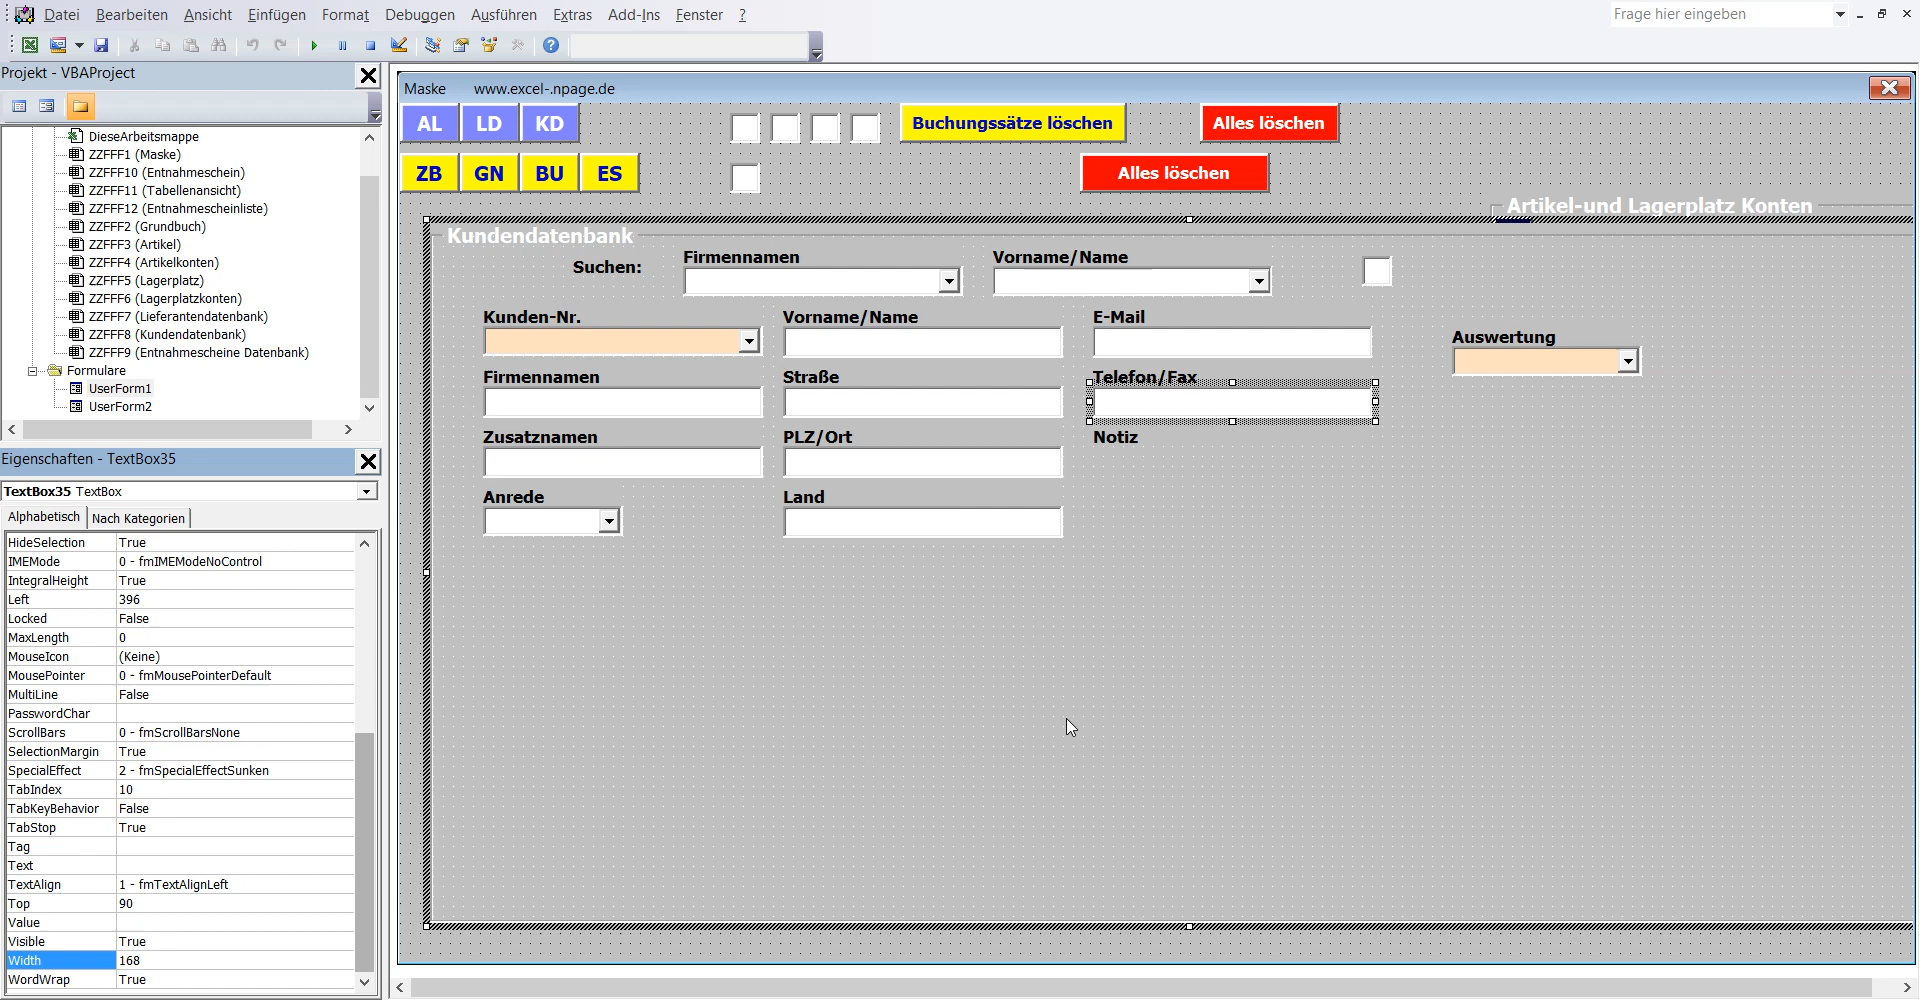 Datei Bearbeiten Ansicht Einfügen Format Debuggen Ausführen Extras Add-Ins Fenster ?
Frage hier eingeben
Projekt - VBAProject
DieseArbeitsmappe
ZZFFF1 (Maske)
ZZFFF10 (Entnahmeschein)
ZZFFF11 (Tabellenansicht)
ZZFFF12 (Entnahmescheinliste)
ZZFFF2 (Grundbuch)
ZZFFF3 (Artikel)
ZZFFF4 (Artikelkonten)
ZZFFF5 (Lagerplatz)
ZZFFF6 (Lagerplatzkonten)
ZZFFF7 (Lieferantendatenbank)
ZZFFF8 (Kundendatenbank)
ZZFFF9 (Entnahmescheine Datenbank)
Formulare
UserForm1
UserForm2
Eigenschaften - TextBox35
TextBox35 TextBox
Alphabetisch Nach Kategorien
HideSelection True
IMEMode 0 - fmIMEModeNoControl
IntegralHeight True
Left 396
Locked False
MaxLength 0
MouseIcon (Keine)
MousePointer 0 - fmMousePointerDefault
MultiLine False
PasswordChar
ScrollBars 0 - fmScrollBarsNone
SelectionMargin True
SpecialEffect 2 - fmSpecialEffectSunken
TabIndex 10
TabKeyBehavior False
TabStop True
Tag
Text
TextAlign 1 - fmTextAlignLeft
Top 90
Value
Visible True
Width 168
WordWrap True
Maske www.excel-.npage.de
AL LD KD
Buchungssätze löschen
Alles löschen
ZB GN BU ES
Alles löschen
Artikel-und Lagerplatz Konten
Kundendatenbank
Suchen:
Firmennamen
Vorname/Name
Kunden-Nr.
Vorname/Name
E-Mail
Auswertung
Firmennamen
Straße
Telefon/Fax
Zusatznamen
PLZ/Ort
Notiz
Anrede
Land